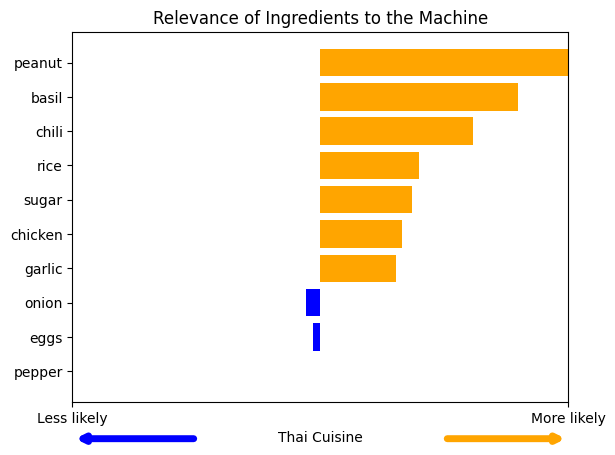 Relevance of Ingredients to the Machine
peanut
basil
chili
rice
sugar
chicken
garlic
onion
eggs
pepper
Less likely
More likely
Thai Cuisine